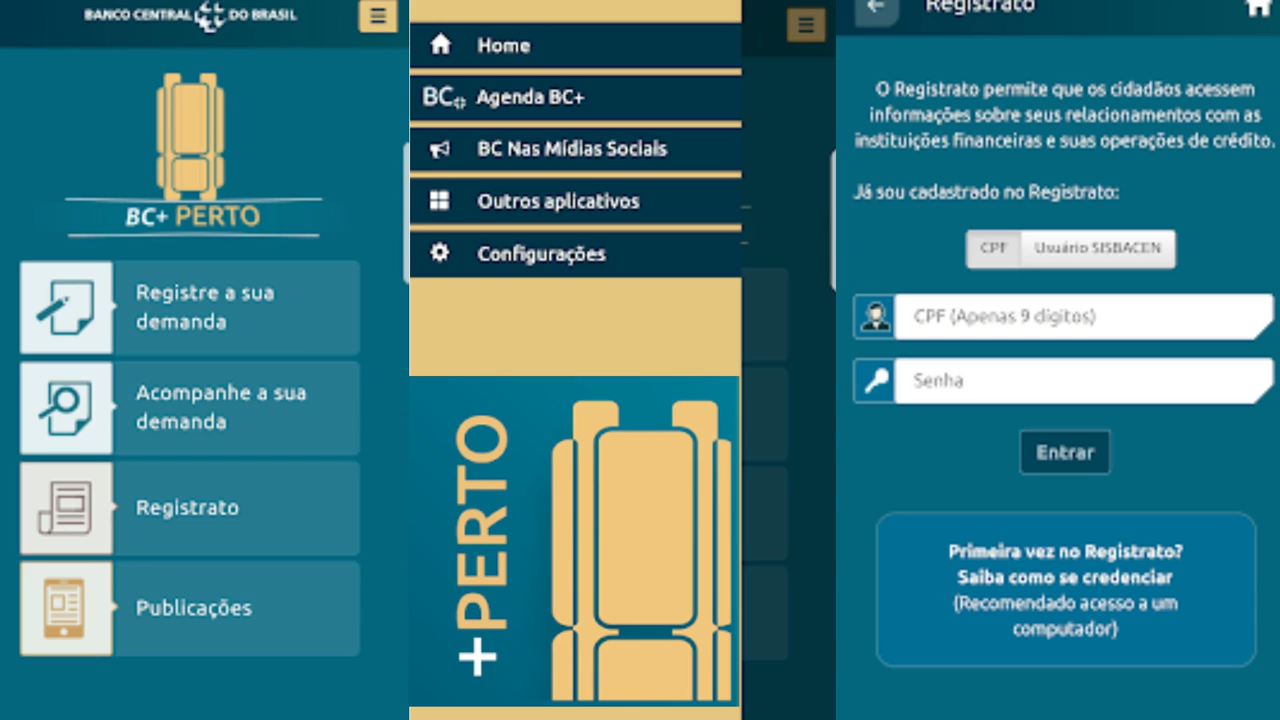 BANCO CENTRAL DO BRASIL
BC+ PERTO
Registre a sua
demanda
Acompanhe a sua
demanda
Registrato
Publicações
Home
BC Agenda BC+
BC Nas Mídias Sociais
Outros aplicativos
Configurações
+PERTO
Registrato
O Registrato permite que os cidadãos acessem
informações sobre seus relacionamentos com as
instituições financeiras e suas operações de crédito.
Já sou cadastrado no Registrato:
CPF Usuário SISBACEN
CPF (Apenas 9 dígitos)
Senha
Entrar
Primeira vez no Registrato?
Saiba como se credenciar
(Recomendado acesso a um
computador)